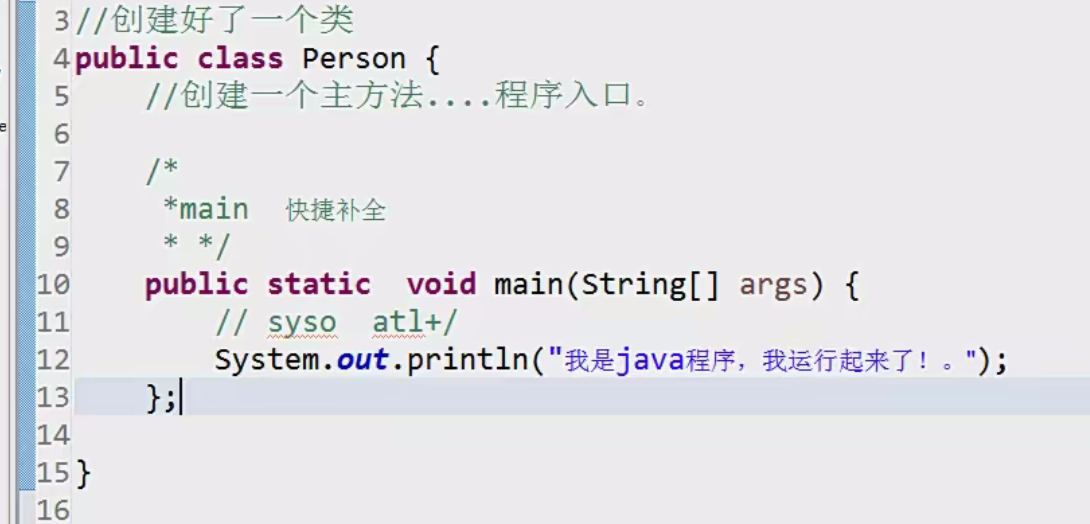 3 //创建好了一个类
4 public class Person {
5 //创建一个主方法....程序入口。
6
7 /*
8 *main 快捷补全
9 * */
10 public static void main(String[] args) {
11 // syso atl+/
12 System.out.println("我是java程序，我运行起来了！。");
13 };
14
15 }
16